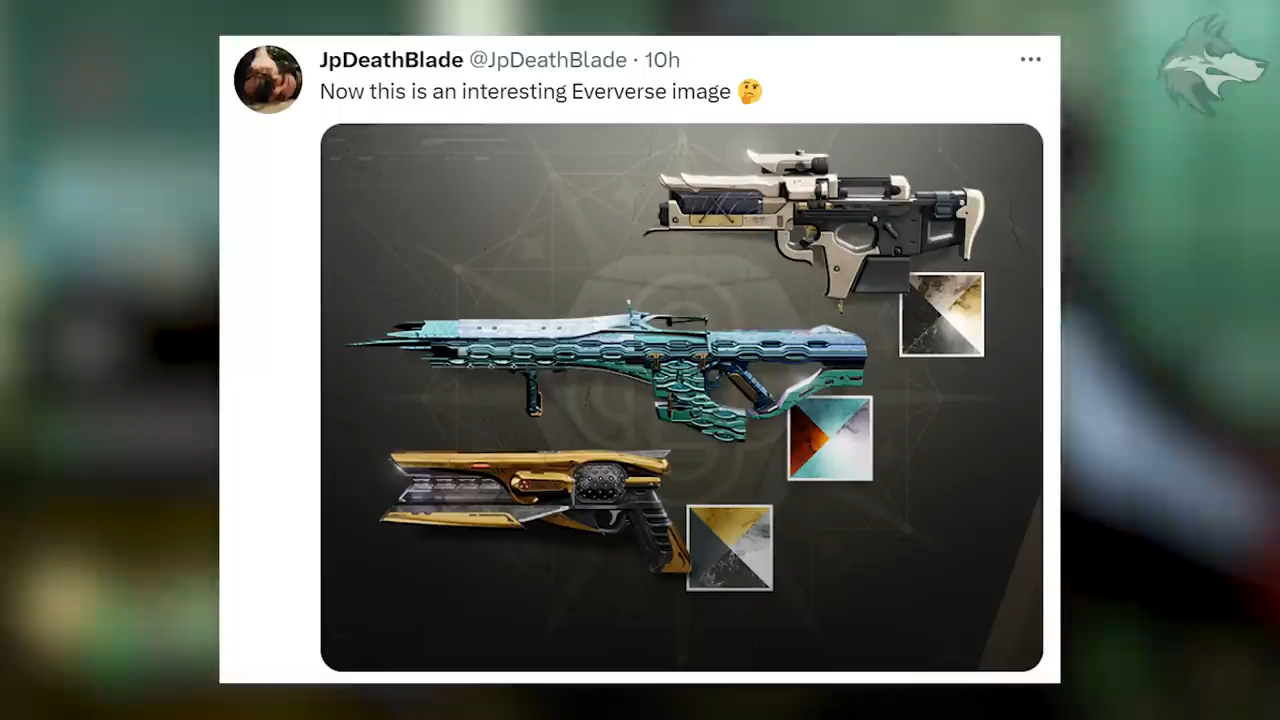 JpDeathBlade @JpDeathBlade · 10h
Now this is an interesting Eververse image 🤔